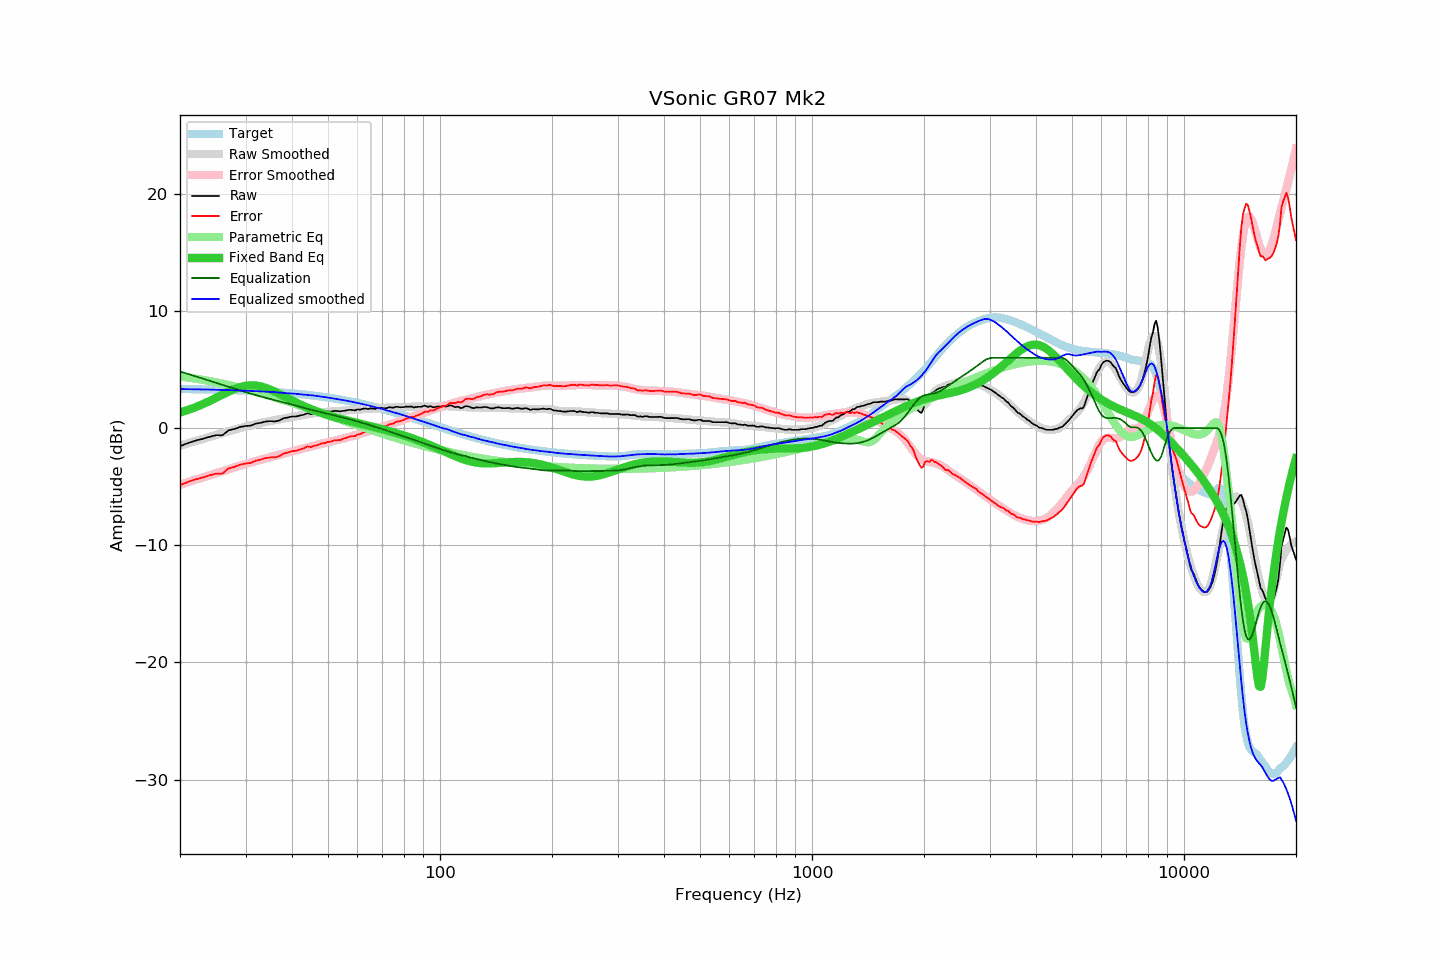 VSonic GR07 Mk2
Target
Raw Smoothed
Error Smoothed
Raw
Error
Parametric Eq
Fixed Band Eq
Equalization
Equalized smoothed
Amplitude (dBr)
20
10
0
−10
−20
−30
100
1000
10000
Frequency (Hz)